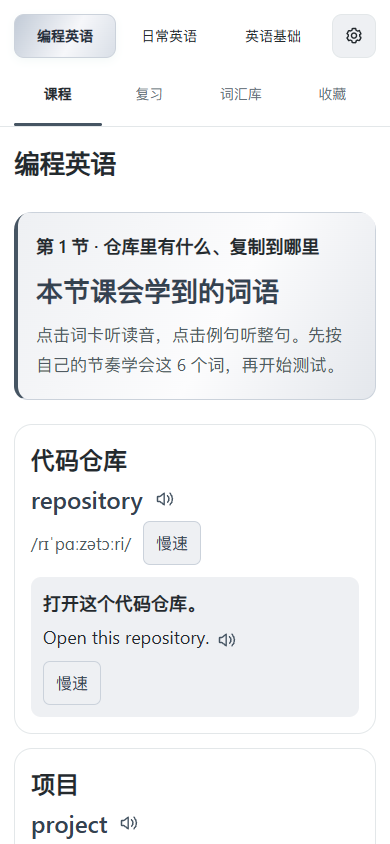 编程英语 日常英语 英语基础
课程 复习 词汇库 收藏
编程英语
第 1 节 · 仓库里有什么、复制到哪里
本节课会学到的词语
点击词卡听读音，点击例句听整句。先按
自己的节奏学会这 6 个词，再开始测试。
代码仓库
repository
/rɪˈpɑːzətɔːri/ 慢速
打开这个代码仓库。
Open this repository.
慢速
项目
project